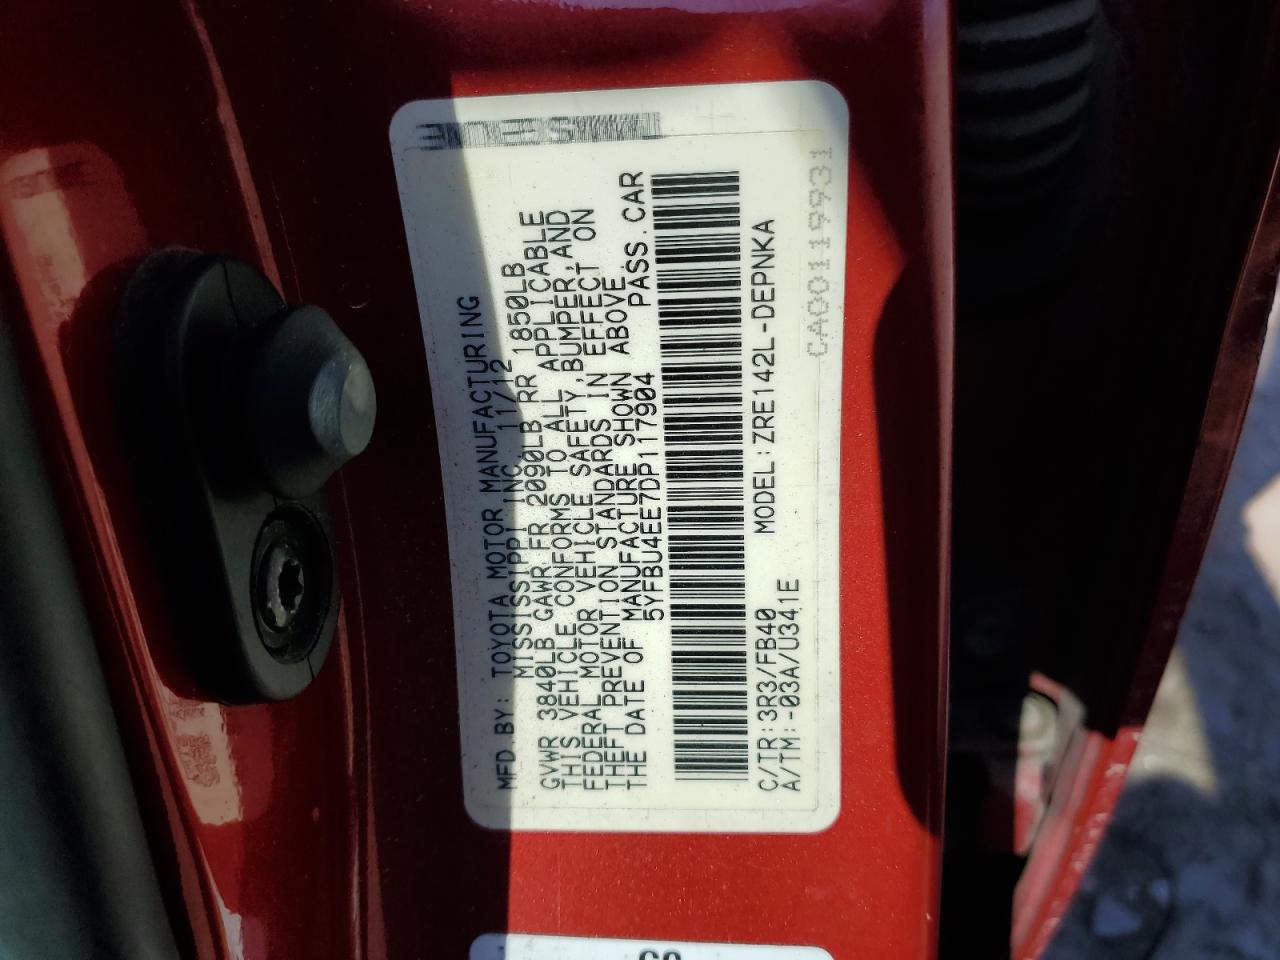 MFD.BY: TOYOTA MOTOR MANUFACTURING
MISSISSIPPI INC. 11/12
GVWR 3840LB GAWR FR 2090LB RR 1850LB
THIS VEHICLE CONFORMS TO ALL APPLICABLE
FEDERAL MOTOR VEHICLE SAFETY,BUMPER,AND
THEFT PREVENTION STANDARDS IN EFFECT ON
THE DATE OF MANUFACTURE SHOWN ABOVE.
5YFBU4EE7DP117904 PASS.CAR
C/TR:3R3/FB40 MODEL:ZRE142L-DEPNKA
A/TM:-03A/U341E
CA00119931